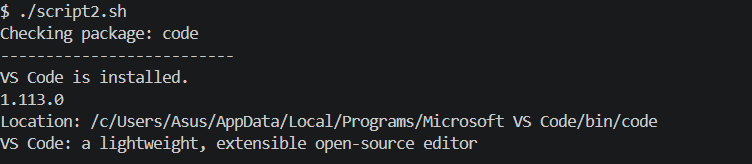 $ ./script2.sh
Checking package: code
--------------------------
VS Code is installed.
1.113.0
Location: /c/Users/Asus/AppData/Local/Programs/Microsoft VS Code/bin/code
VS Code: a lightweight, extensible open-source editor